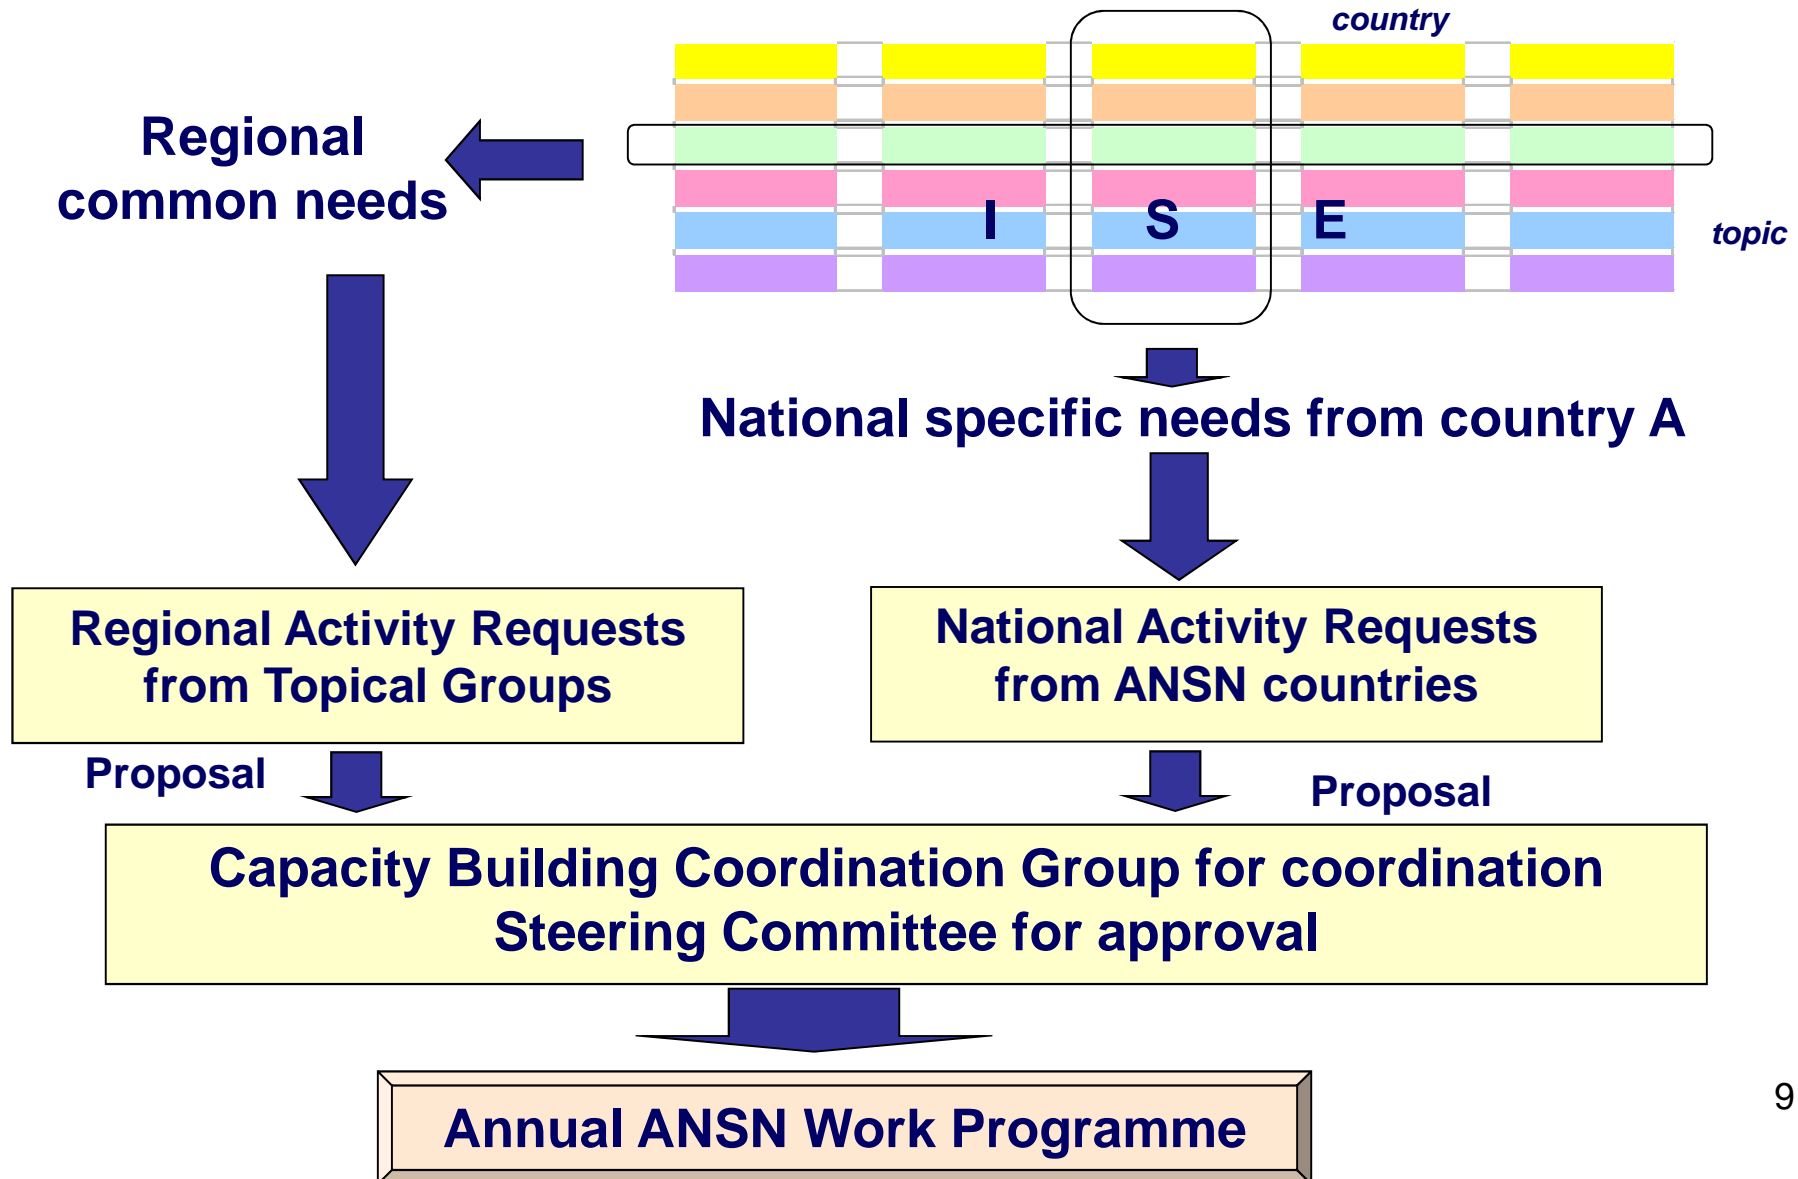 country
Regional
common needs
I S E
topic
National specific needs from country A
Regional Activity Requests
from Topical Groups
National Activity Requests
from ANSN countries
Proposal
Proposal
Capacity Building Coordination Group for coordination
Steering Committee for approval
Annual ANSN Work Programme
9